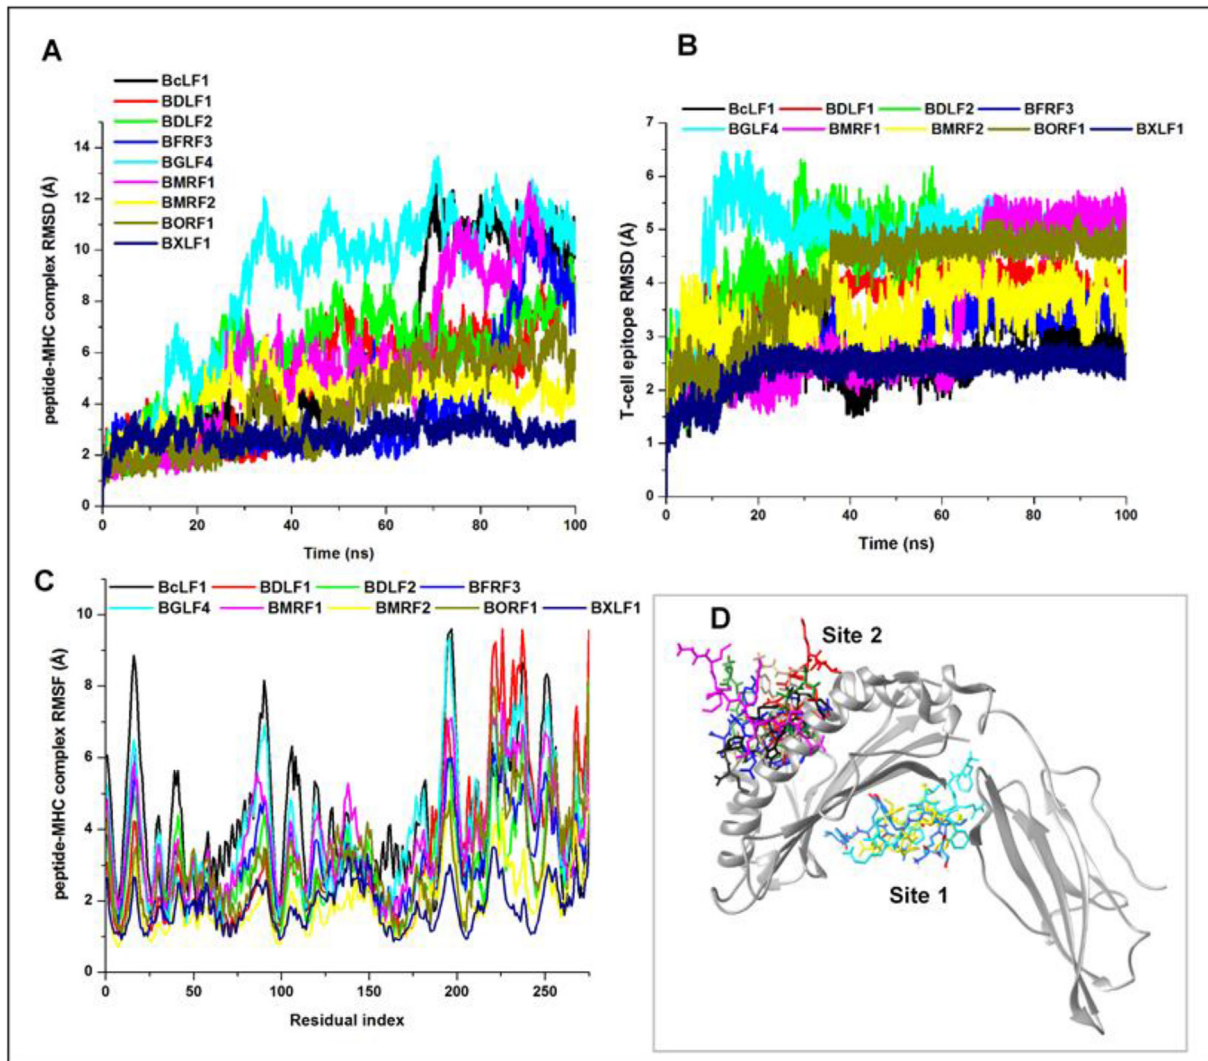 A
BcLF1
BDLF1
BDLF2
BFRF3
BGLF4
BMRF1
BMRF2
BORF1
BXLF1
peptide-MHC complex RMSD (Å)
14
12
10
8
6
4
2
0
0 20 40 60 80 100
Time (ns)
B
BcLF1 BDLF1 BDLF2 BFRF3
BGLF4 BMRF1 BMRF2 BORF1 BXLF1
T-cell epitope RMSD (Å)
7
6
5
4
3
2
1
0
0 20 40 60 80 100
Time (ns)
C
BcLF1 BDLF1 BDLF2 BFRF3
BGLF4 BMRF1 BMRF2 BORF1 BXLF1
peptide-MHC complex RMSF (Å)
10
8
6
4
2
0
0 50 100 150 200 250
Residual index
D
Site 2
Site 1